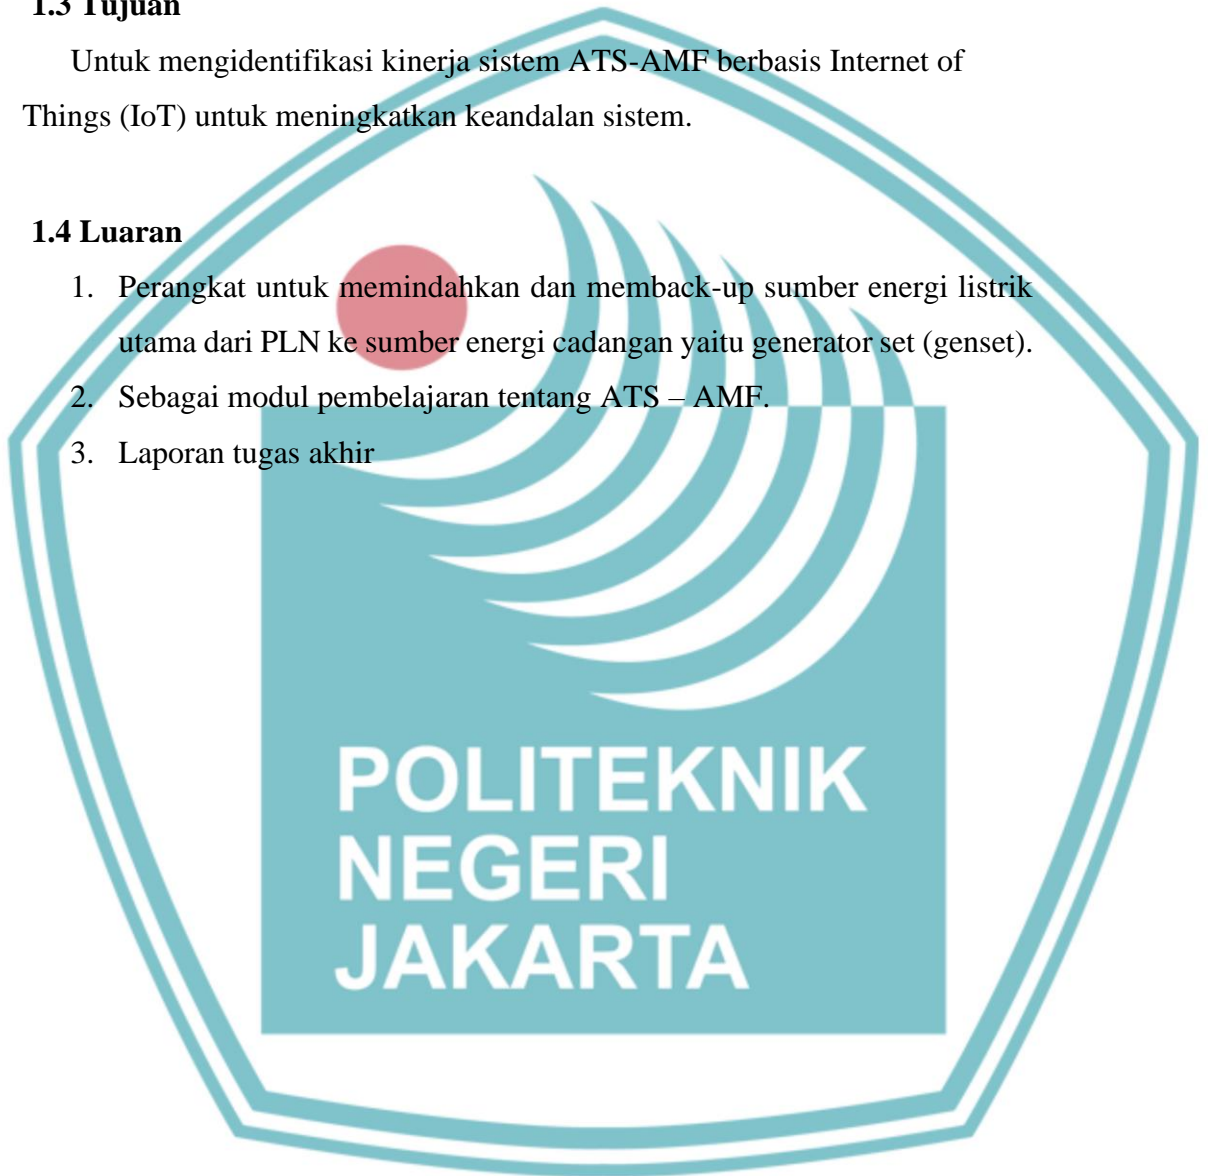 1.3 Tujuan
Untuk mengidentifikasi kinerja sistem ATS-AMF berbasis Internet of
Things (IoT) untuk meningkatkan keandalan sistem.
1.4 Luaran
1. Perangkat untuk memindahkan dan memback-up sumber energi listrik
utama dari PLN ke sumber energi cadangan yaitu generator set (genset).
2. Sebagai modul pembelajaran tentang ATS – AMF.
3. Laporan tugas akhir
POLITEKNIK
NEGERI
JAKARTA